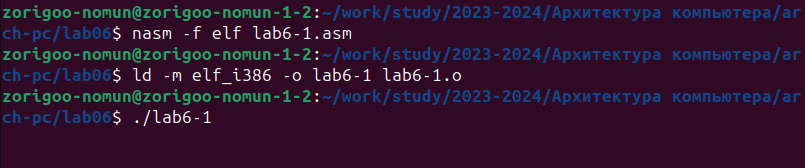 zorigoo-nomun@zorigoo-nomun-1-2:~/work/study/2023-2024/Архитектура компьютера/ar
ch-pc/lab06$ nasm -f elf lab6-1.asm
zorigoo-nomun@zorigoo-nomun-1-2:~/work/study/2023-2024/Архитектура компьютера/ar
ch-pc/lab06$ ld -m elf_i386 -o lab6-1 lab6-1.o
zorigoo-nomun@zorigoo-nomun-1-2:~/work/study/2023-2024/Архитектура компьютера/ar
ch-pc/lab06$ ./lab6-1